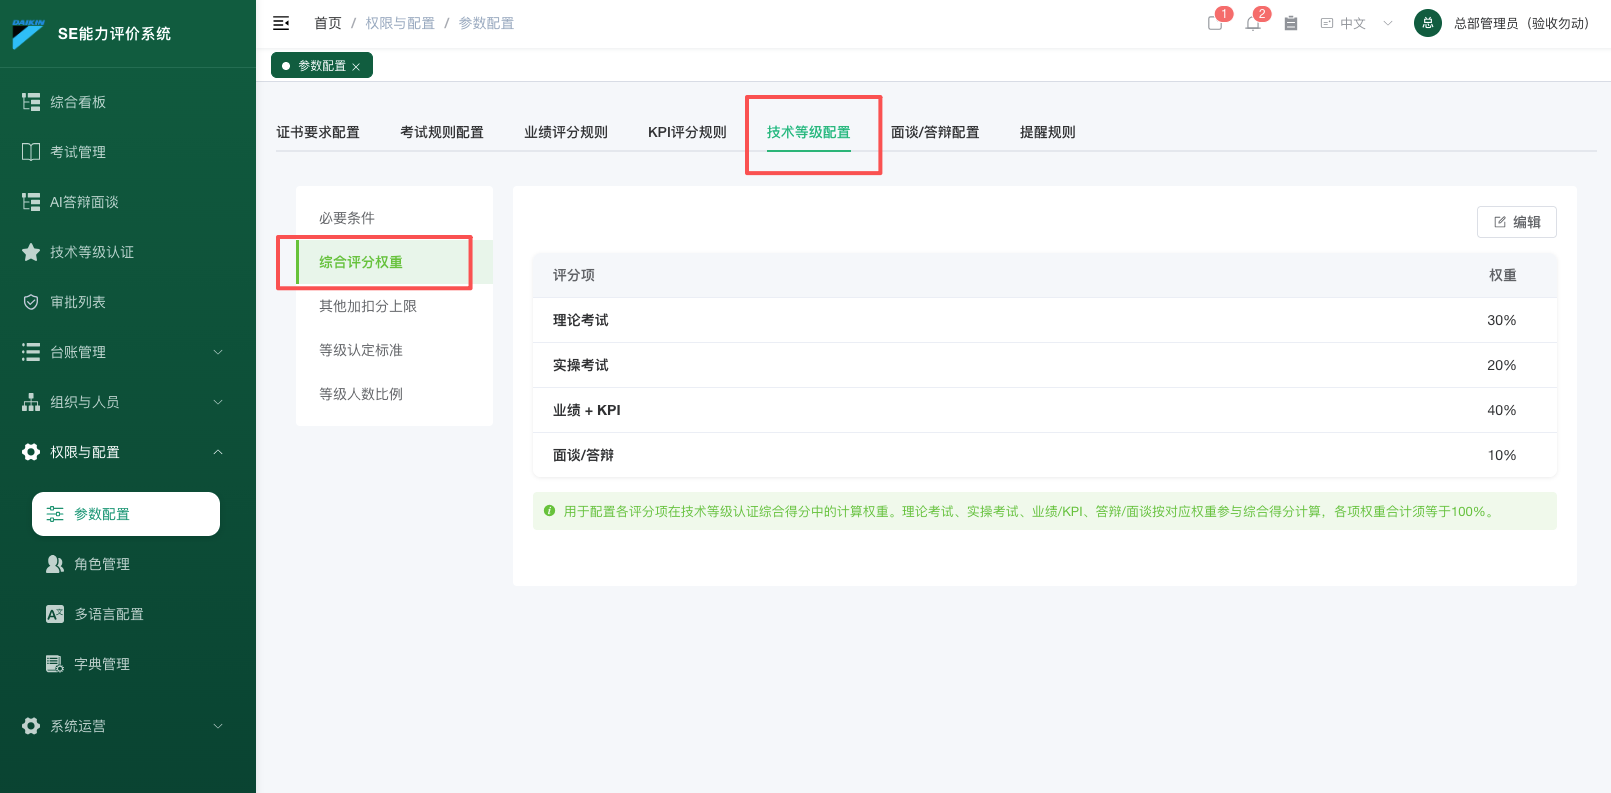 DAIKIN
SE能力评价系统
首页 / 权限与配置 / 参数配置
1
2
中文
总
总部管理员（验收勿动）
参数配置
综合看板
考试管理
AI答辩面谈
技术等级认证
审批列表
台账管理
组织与人员
权限与配置
参数配置
角色管理
多语言配置
字典管理
系统运营
证书要求配置 考试规则配置 业绩评分规则 KPI评分规则 技术等级配置 面谈/答辩配置 提醒规则
必要条件
综合评分权重
其他加扣分上限
等级认定标准
等级人数比例
编辑
评分项 权重
理论考试 30%
实操考试 20%
业绩 + KPI 40%
面谈/答辩 10%
用于配置各评分项在技术等级认证综合得分中的计算权重。理论考试、实操考试、业绩/KPI、答辩/面谈按对应权重参与综合得分计算，各项权重合计须等于100%。